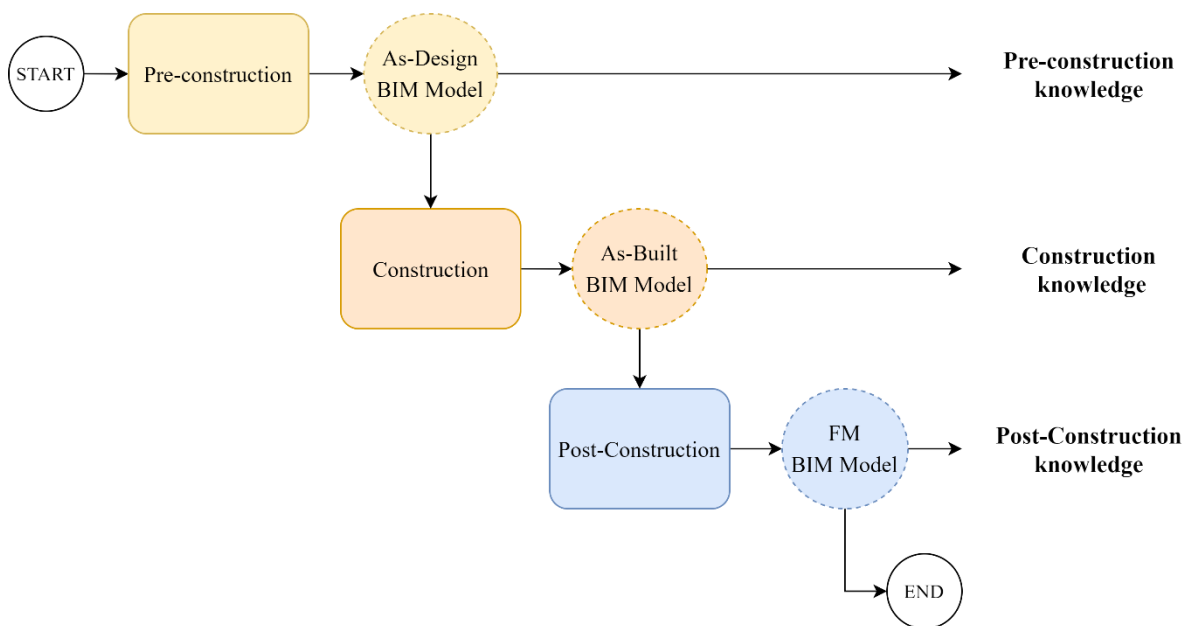 START
Pre-construction
As-Design
BIM Model
Pre-construction
knowledge
Construction
As-Built
BIM Model
Construction
knowledge
Post-Construction
FM
BIM Model
Post-Construction
knowledge
END